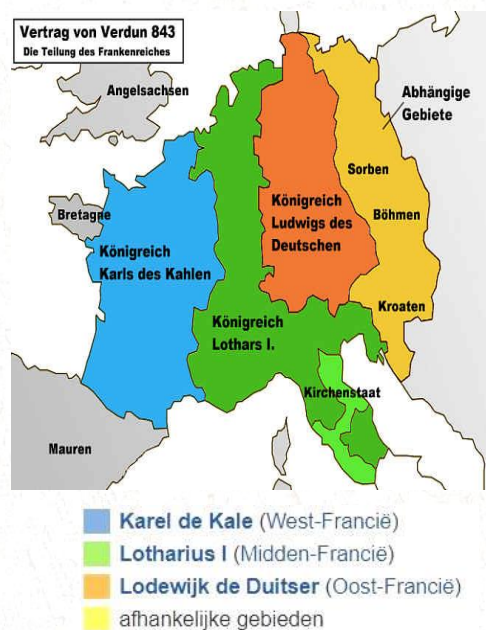 Vertrag von Verdun 843
Die Teilung des Frankenreiches
Angelsachsen
Abhängige
Gebiete
Sorben
Bretagne
Königreich
Ludwigs des
Deutschen
Böhmen
Königreich
Karls des Kahlen
Kroaten
Königreich
Lothars I.
Kirchenstaat
Mauren
Karel de Kale (West-Francië)
Lotharius I (Midden-Francië)
Lodewijk de Duitser (Oost-Francië)
afhankelijke gebieden